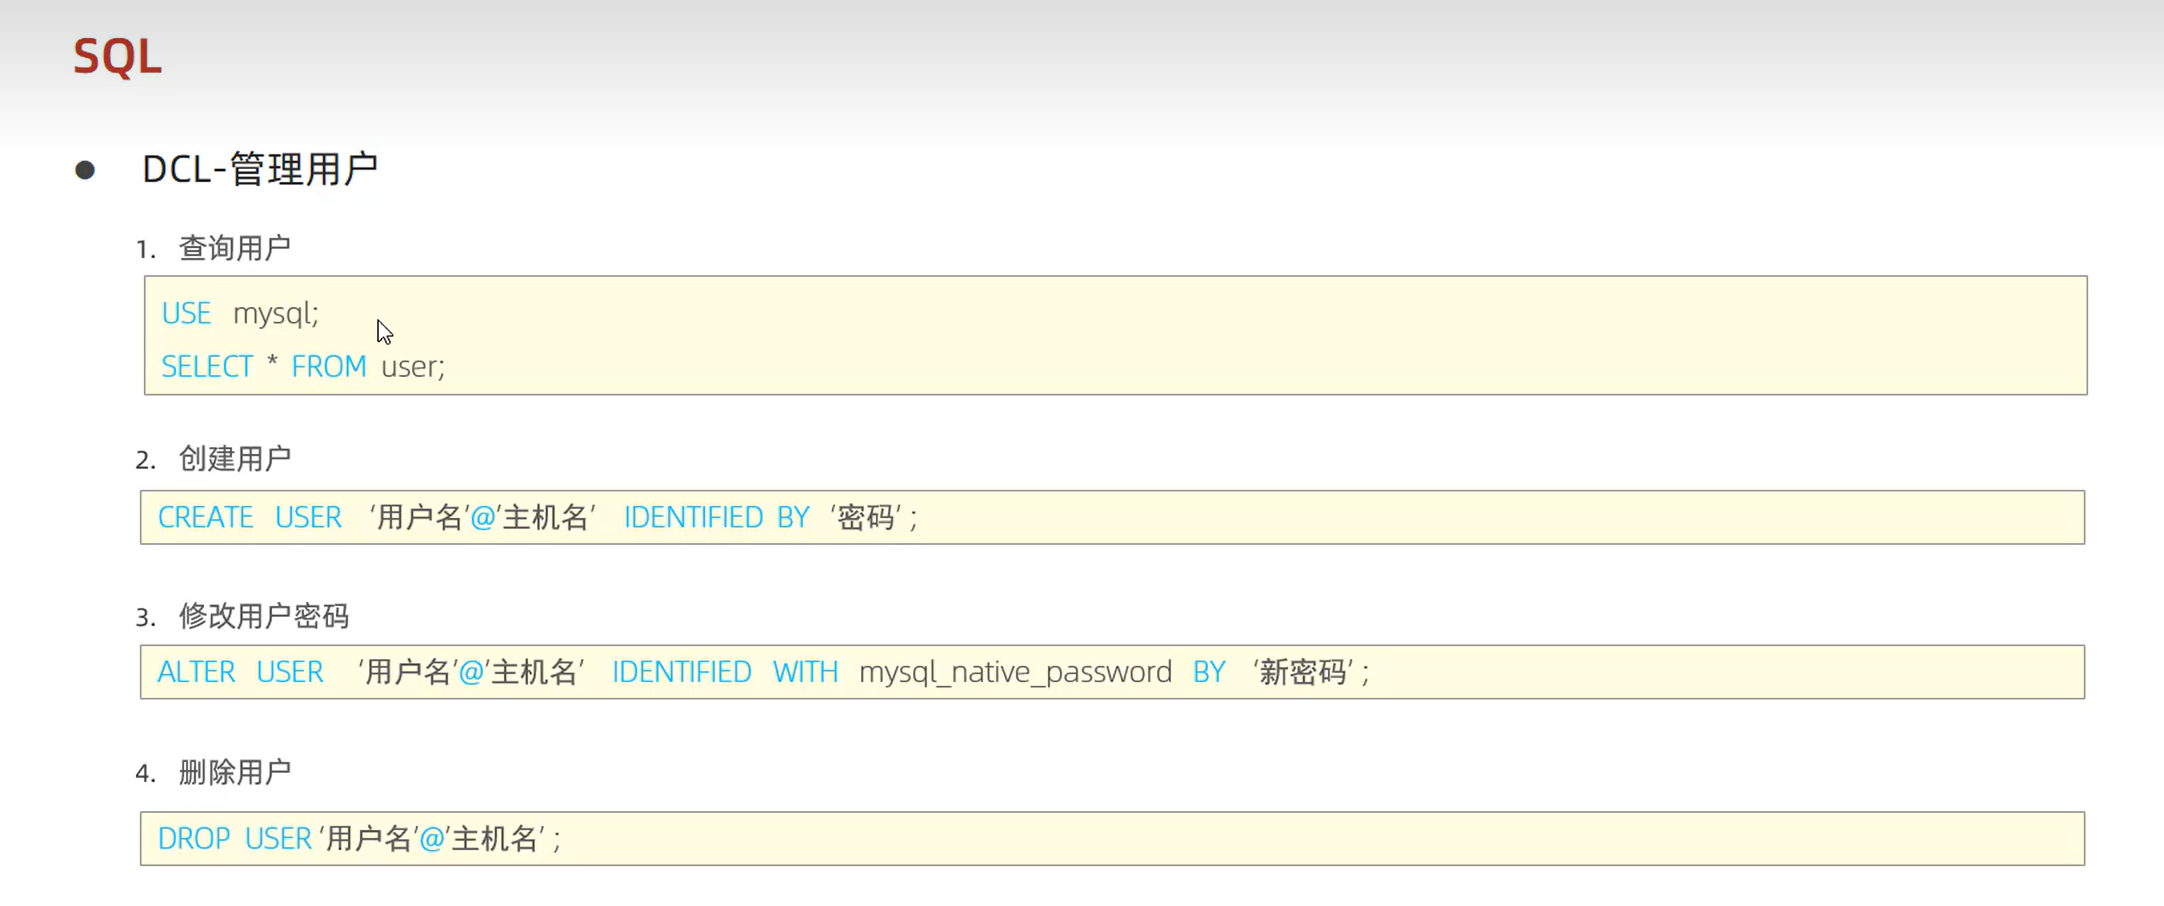 SQL
● DCL-管理用户
1. 查询用户
USE mysql;
SELECT * FROM user;
2. 创建用户
CREATE USER ‘用户名’@’主机名’ IDENTIFIED BY ‘密码’ ;
3. 修改用户密码
ALTER USER ‘用户名’@’主机名’ IDENTIFIED WITH mysql_native_password BY ‘新密码’ ;
4. 删除用户
DROP USER ’用户名’@’主机名’ ;